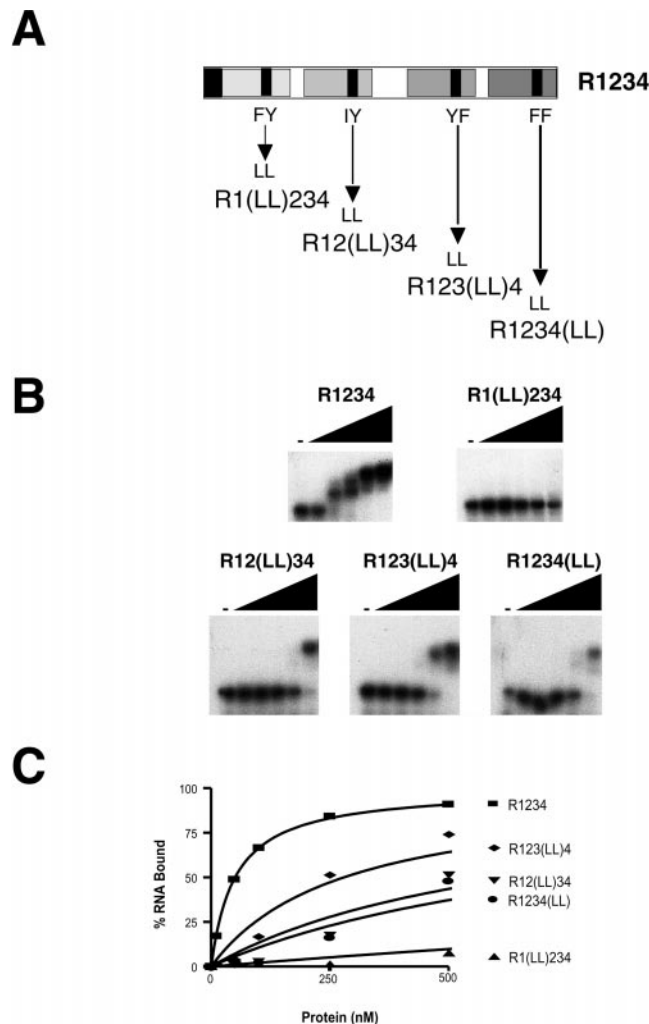 A
R1234
FY IY YF FF
LL
R1(LL)234
LL
R12(LL)34
LL
R123(LL)4
LL
R1234(LL)
B
R1234 R1(LL)234
- -
R12(LL)34 R123(LL)4 R1234(LL)
- - -
C
100
75
50
25
0
% RNA Bound
0 250 500
Protein (nM)
R1234
R123(LL)4
R12(LL)34
R1234(LL)
R1(LL)234